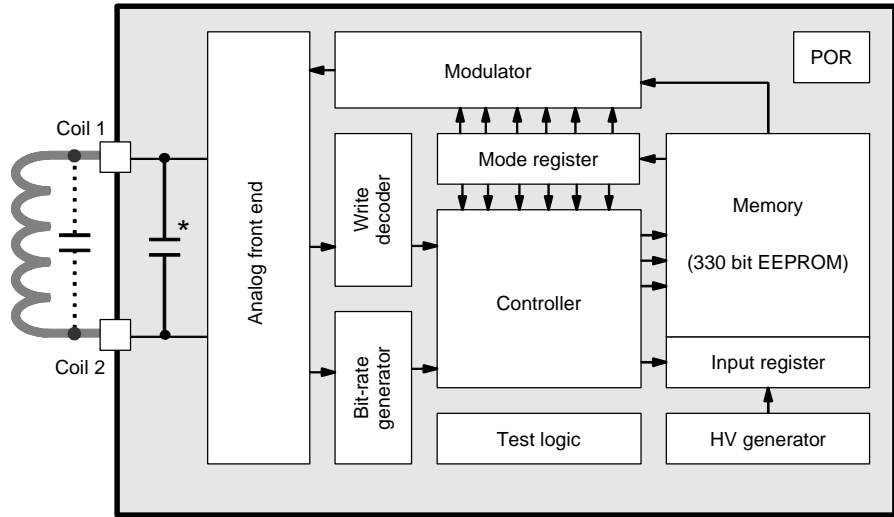 POR
Modulator
Coil 1
Mode register
*
Write
decoder
Memory
(330 bit EEPROM)
Analog front end
Controller
Coil 2
Bit-rate
generator
Input register
Test logic
HV generator